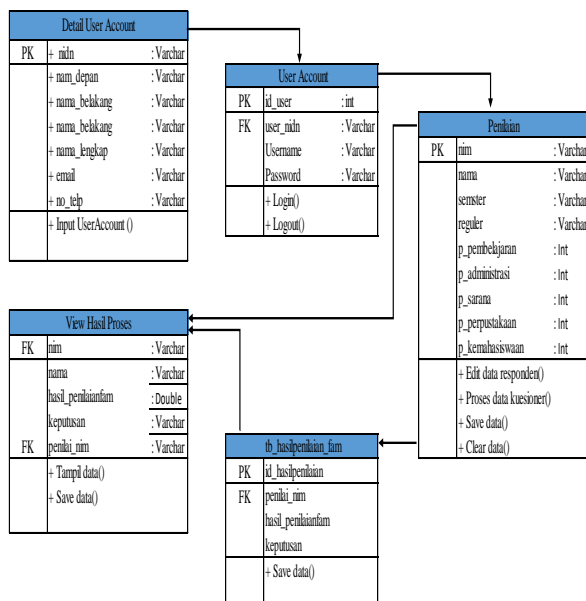 Detail User Account
PK + nidn : Varchar
+ nam_depan : Varchar
+ nama_belakang : Varchar
+ nama_belakang : Varchar
+ nama_lengkap : Varchar
+ email : Varchar
+ no_telp : Varchar
+ Input UserAccount ()
User Account
PK id_user : int
FK user_nidn : Varchar
Username : Varchar
Password : Varchar
+ Login()
+ Logout()
Penilaian
PK nim : Varchar
nama : Varchar
semster : Varchar
reguler : Varchar
p_pembelajaran : Int
p_administrasi : Int
p_sarana : Int
p_perpustakaan : Int
p_kemahasiswaan : Int
+ Edit data responden()
+ Proses data kuesioner()
+ Save data()
+ Clear data()
View Hasil Proses
FK nim : Varchar
nama : Varchar
hasil_penilaianfam : Double
keputusan : Varchar
FK penilai_nim : Varchar
+ Tampil data()
+ Save data()
tb_hasilpenilaian_fam
PK id_hasilpenilaian
FK penilai_nim
hasil_penilaianfam
keputusan
+ Save data()